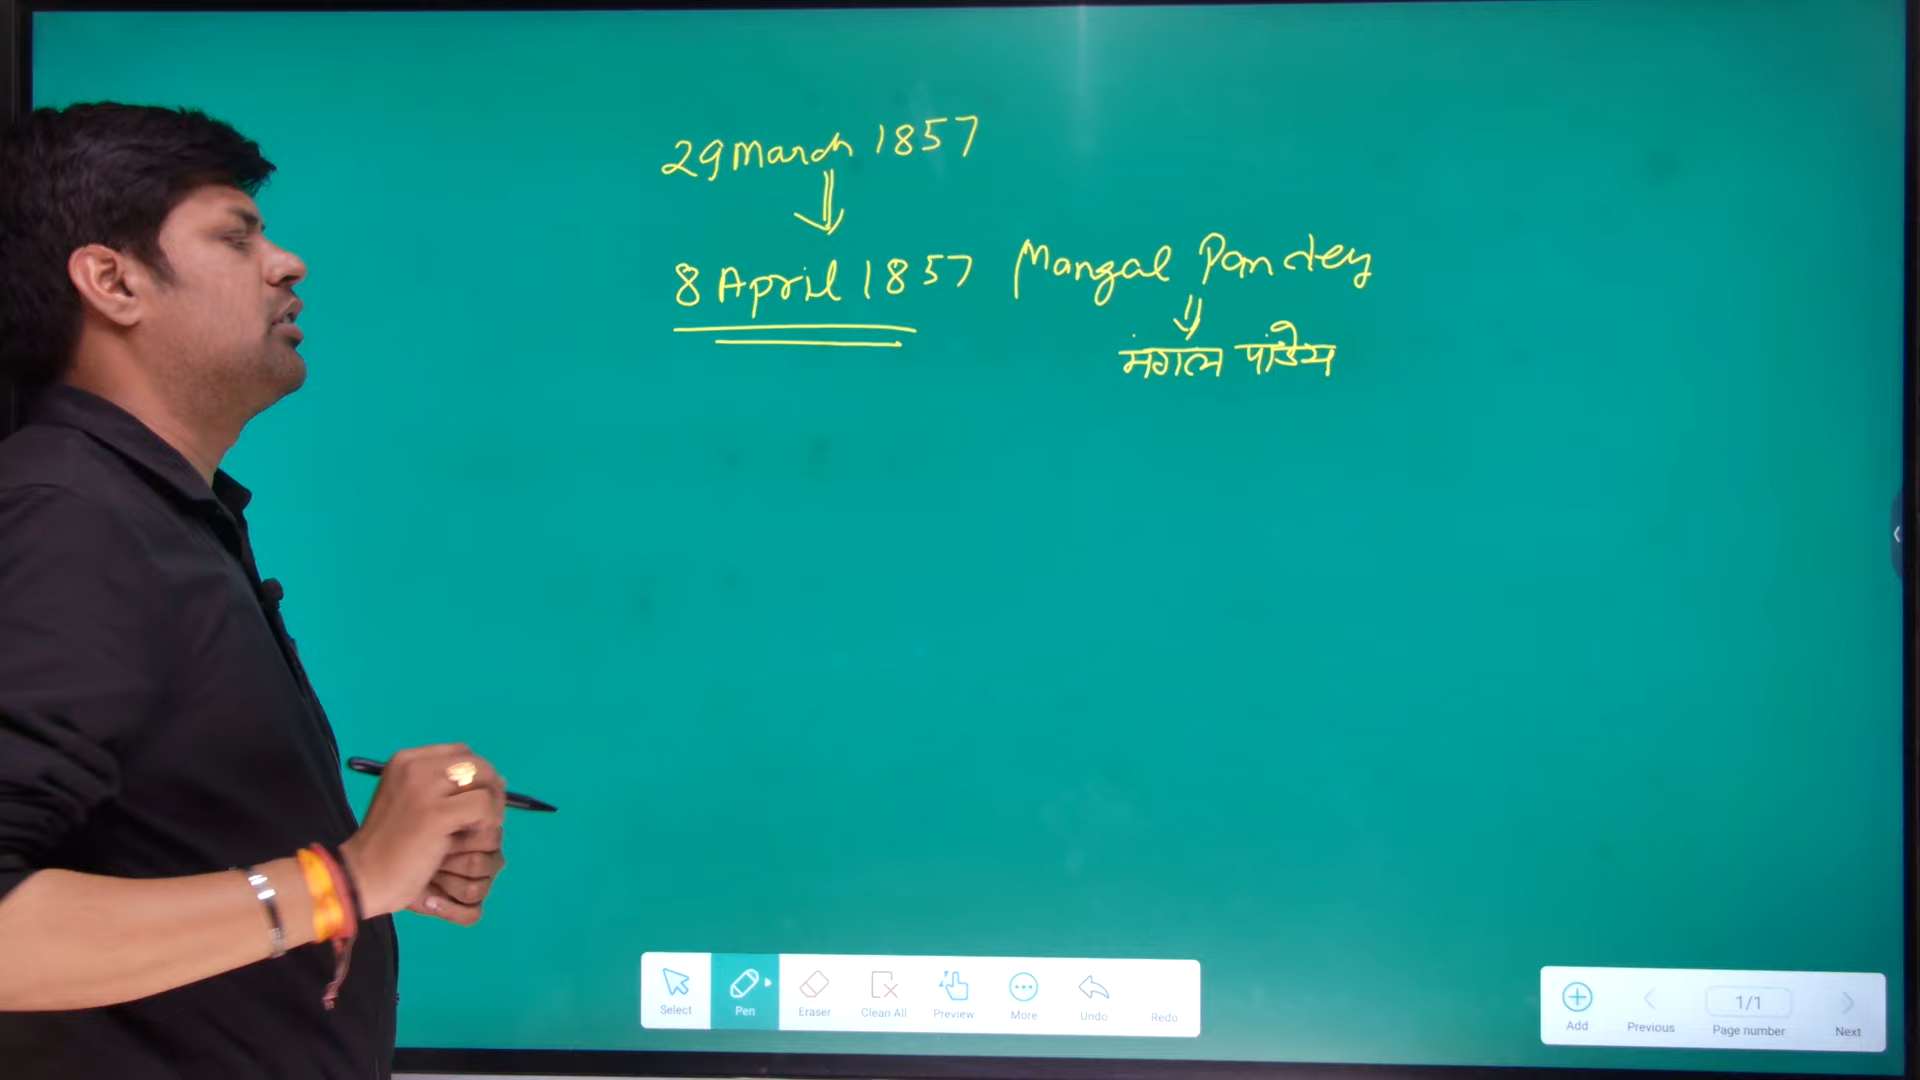 29 March 1857
8 April 1857 Mangal Pandey
मंगल पांडेय
Select Pen Eraser Clean All Preview More Undo Redo
Add Previous 1/1 Page number Next